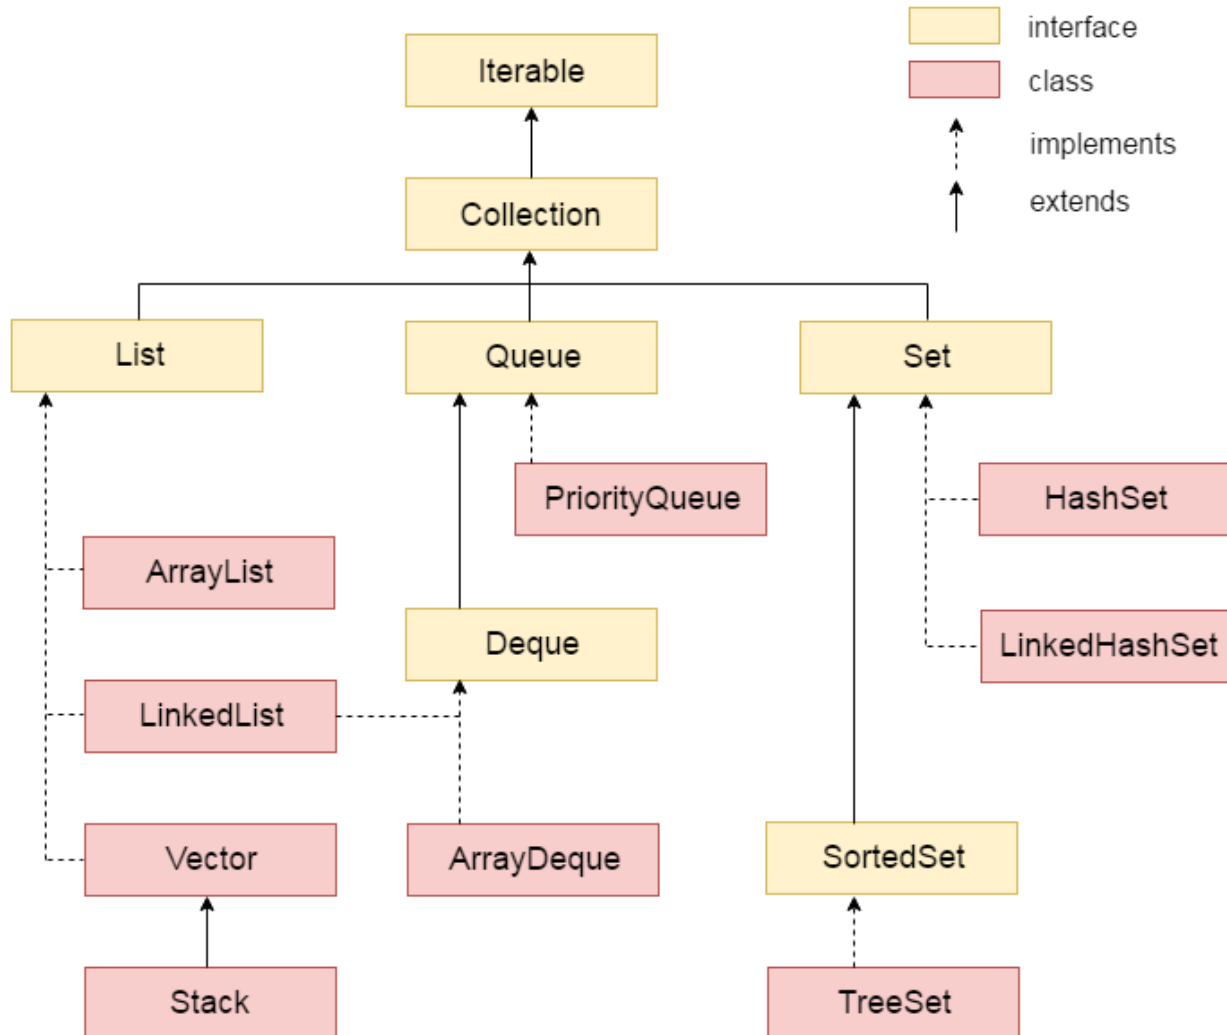 interface
Iterable
class
implements
extends
Collection
List
Queue
Set
PriorityQueue
HashSet
ArrayList
Deque
LinkedHashSet
LinkedList
Vector
ArrayDeque
SortedSet
Stack
TreeSet